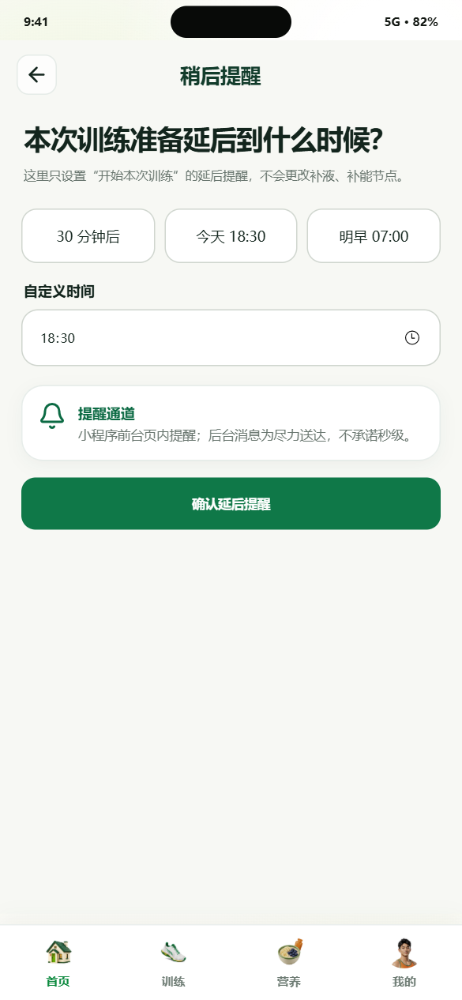 9:41
5G • 82%
稍后提醒
本次训练准备延后到什么时候?
这里只设置“开始本次训练”的延后提醒，不会更改补液、补能节点。
30 分钟后
今天 18:30
明早 07:00
自定义时间
18:30
提醒通道
小程序前台页内提醒；后台消息为尽力送达，不承诺秒级。
确认延后提醒
首页
训练
营养
我的